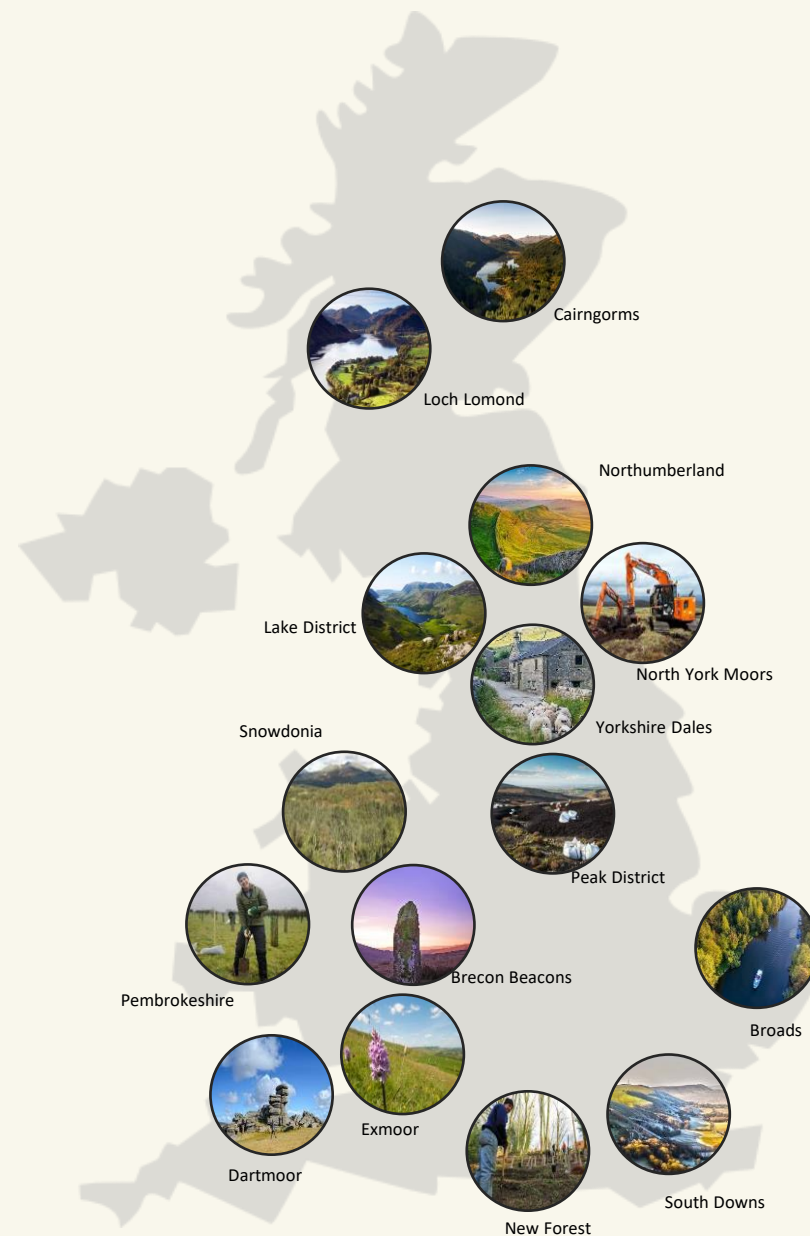 Cairngorms
Loch Lomond
Northumberland
Lake District
North York Moors
Yorkshire Dales
Snowdonia
Peak District
Brecon Beacons
Pembrokeshire
Broads
Exmoor
Dartmoor
South Downs
New Forest